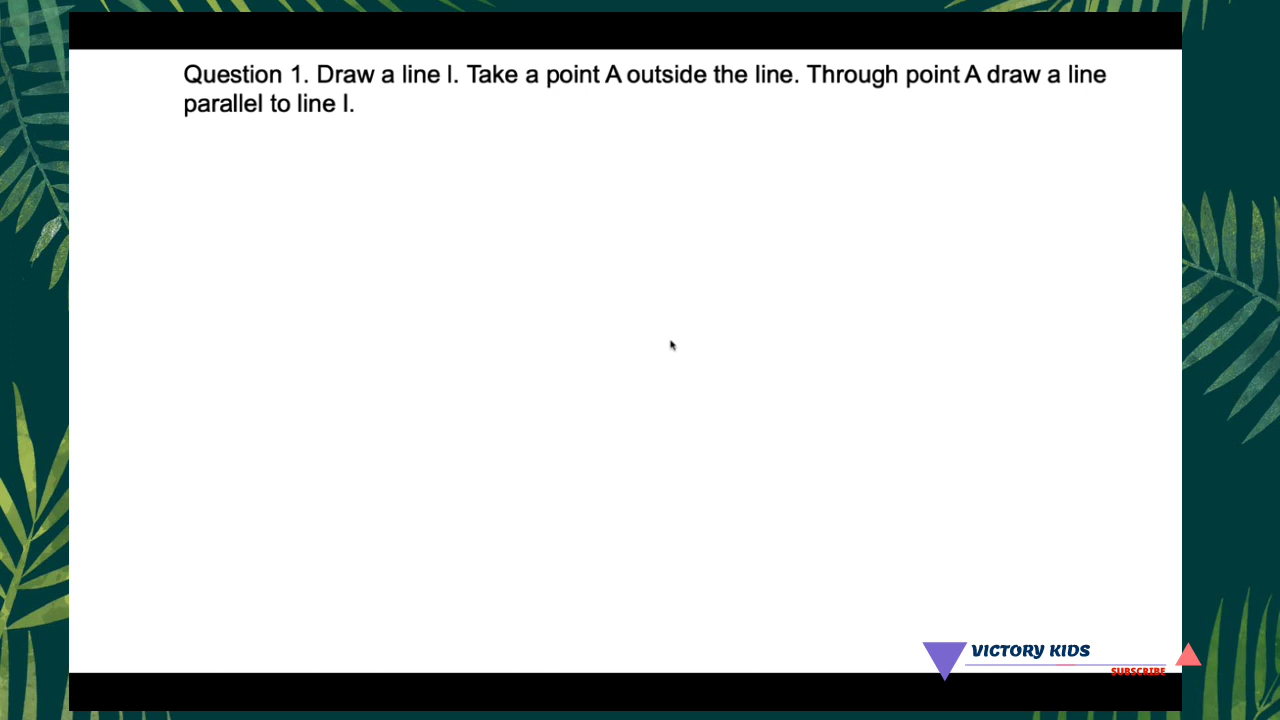 Question 1. Draw a line l. Take a point A outside the line. Through point A draw a line
parallel to line l.
VICTORY KIDS
SUBSCRIBE